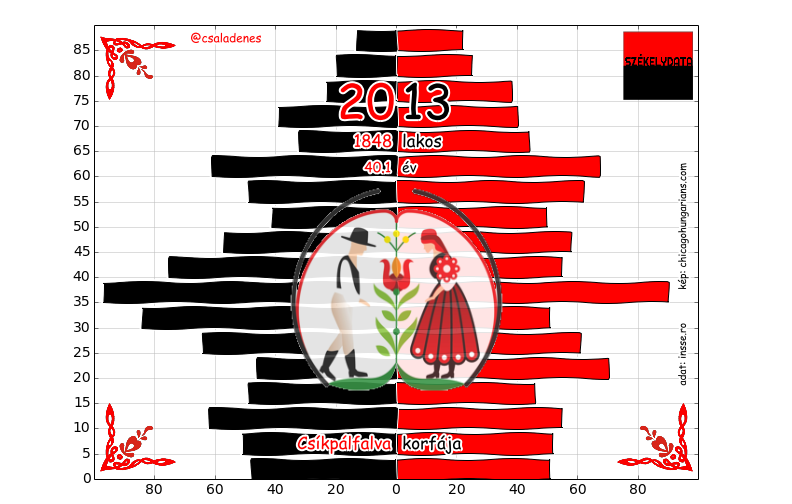 @csaladenes
SZÉKELYDATA
2013
1848 lakos
40.1 év
kép: chicagohungarians.com
adat: insse.ro
Csíkpálfalva korfája
85
80
75
70
65
60
55
50
45
40
35
30
25
20
15
10
5
0
80 60 40 20 0 20 40 60 80